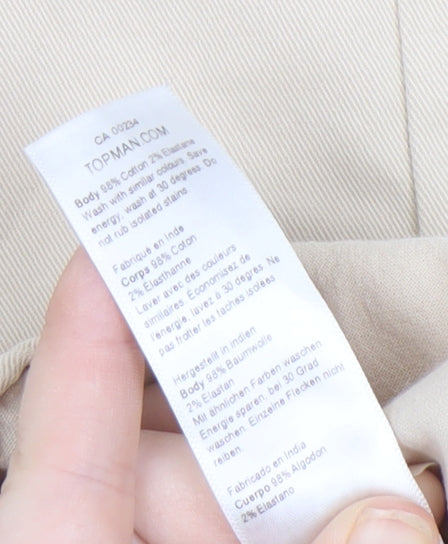 CA 00234
TOPMAN.COM
Body 98% Cotton 2% Elastane
Wash with similar colours. Save
energy, wash at 30 degrees. Do
not rub isolated stains
Fabriqué en Inde
Corps 98% Coton
2% Elasthanne
Laver avec des couleurs
similaires. Economisez de
l'energie, lavez à 30 degres. Ne
pas frotter les taches isolees
Hergestellt in Indien
Body 98% Baumwolle
2% Elastan
Mit ähnlichen Farben waschen
Energie sparen, bei 30 Grad
waschen. Einzelne Flecken nicht
reiben.
Fabricado en India
Cuerpo 98% Algodon
2% Elastano